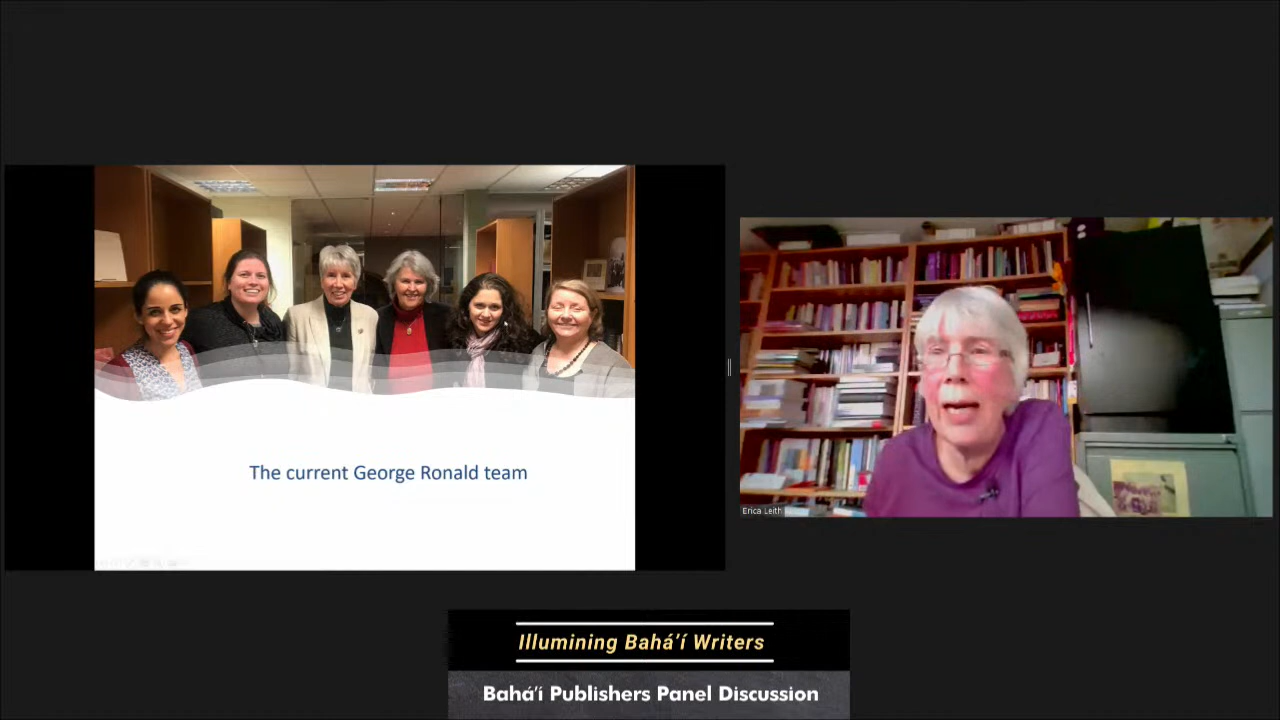 The current George Ronald team
Erica Leith
Illumining Bahá'í Writers
Bahá'í Publishers Panel Discussion